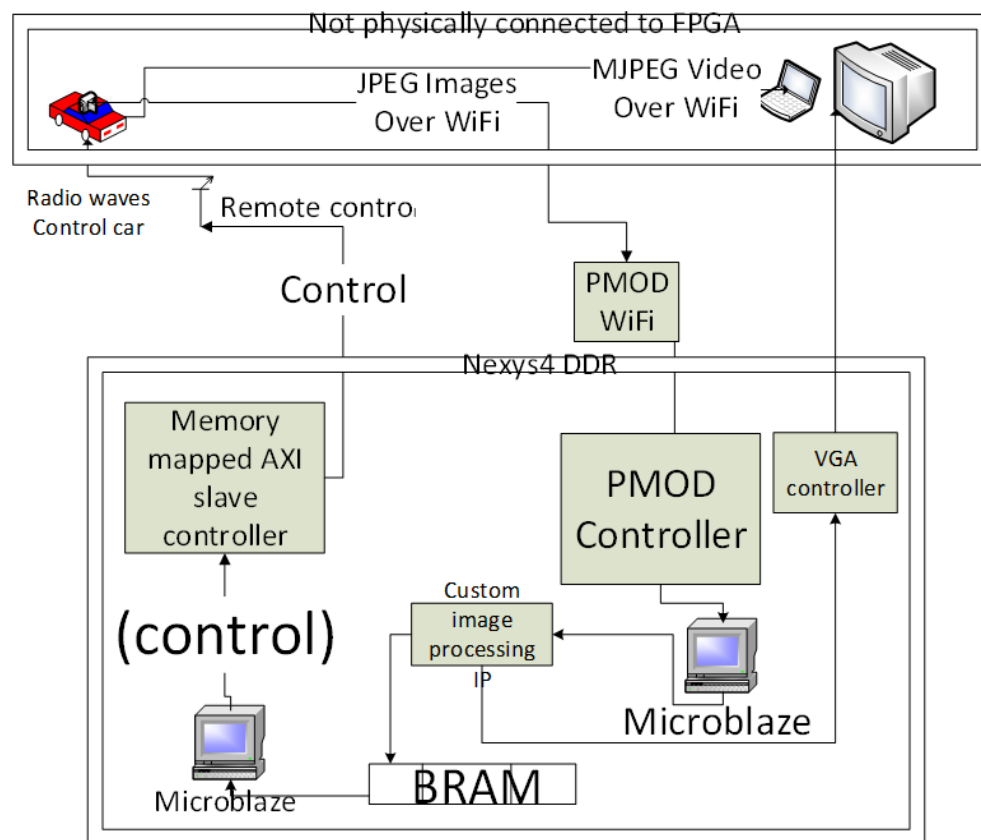 Not physically connected to FPGA
JPEG Images
Over WiFi
MJPEG Video
Over WiFi
Radio waves
Control car
Remote control
Control
PMOD
WiFi
Nexys4 DDR
Memory
mapped AXI
slave
controller
PMOD
Controller
VGA
controller
Custom
image
processing
IP
(control)
Microblaze
Microblaze
BRAM